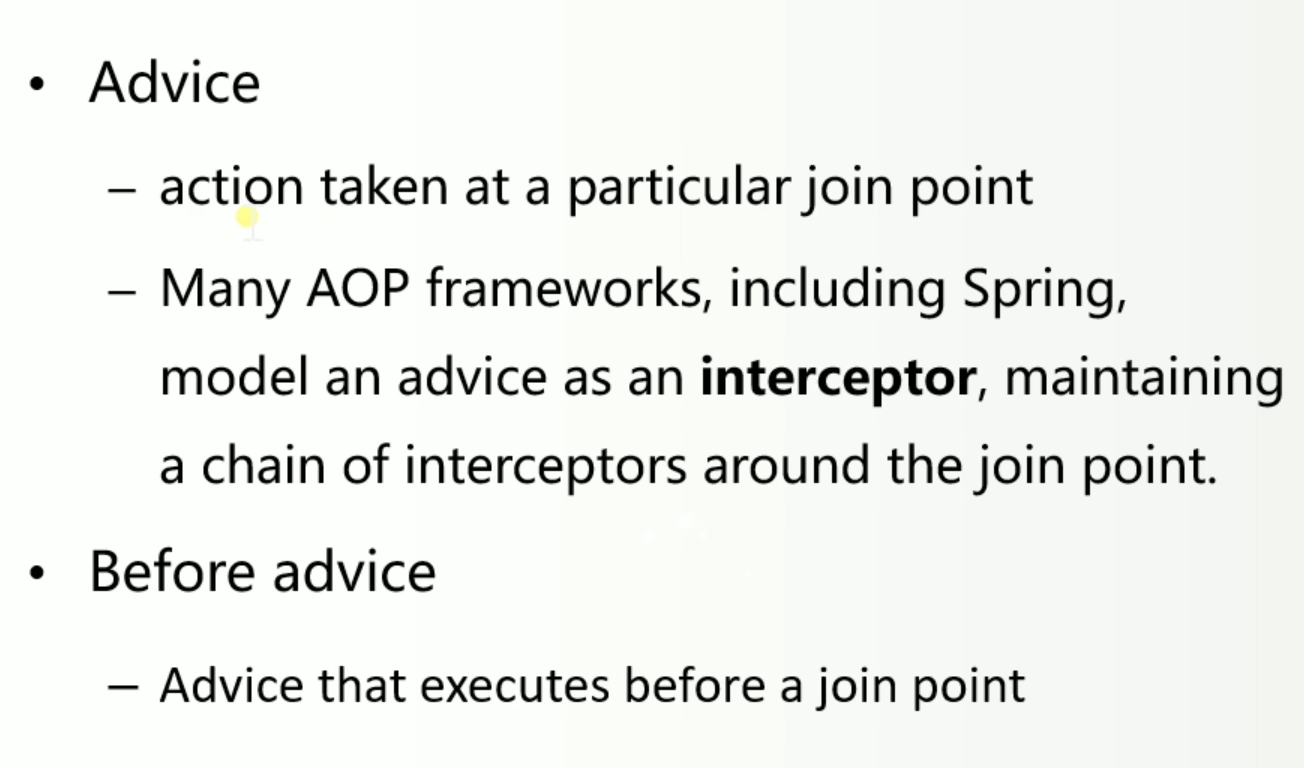 • Advice
– action taken at a particular join point
– Many AOP frameworks, including Spring,
model an advice as an interceptor, maintaining
a chain of interceptors around the join point.
• Before advice
– Advice that executes before a join point